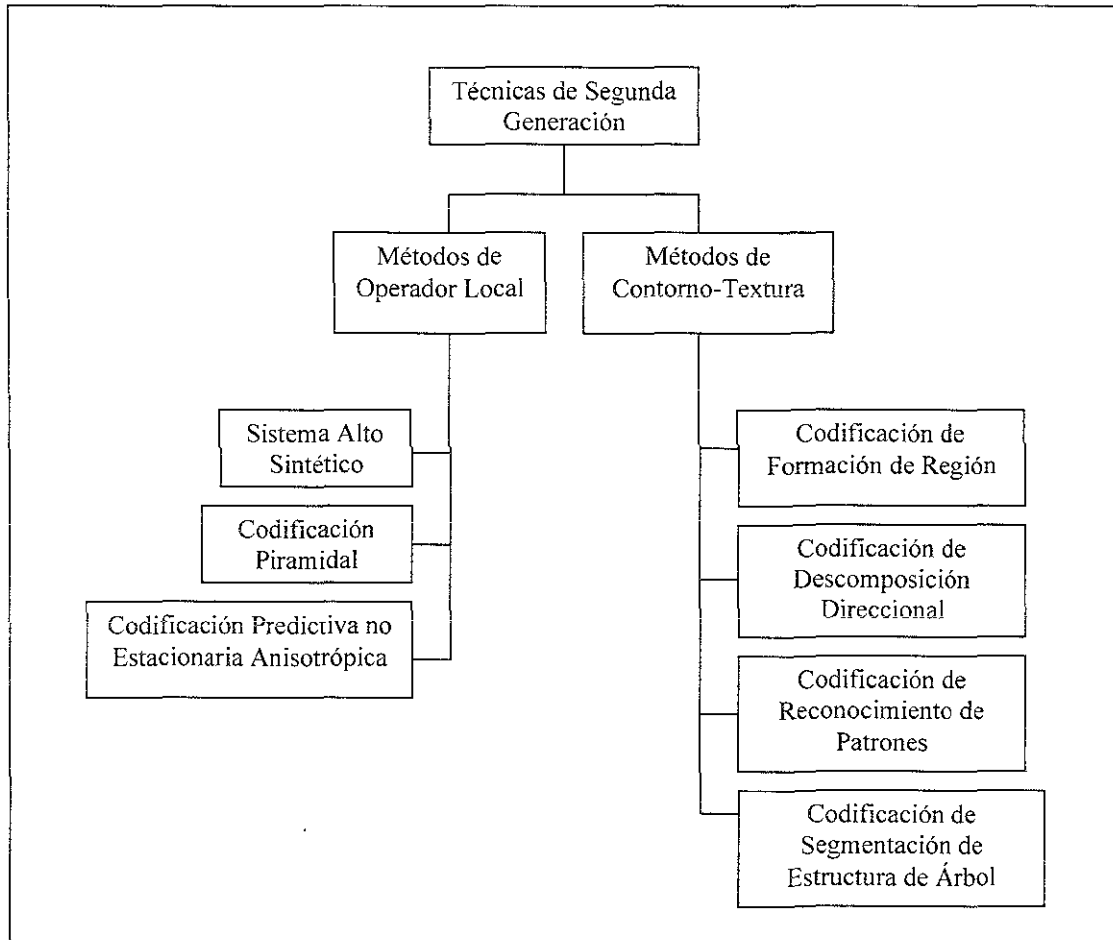 Técnicas de Segunda
Generación
Métodos de
Operador Local
Métodos de
Contorno-Textura
Sistema Alto
Sintético
Codificación
Piramidal
Codificación Predictiva no
Estacionaria Anisotrópica
Codificación de
Formación de Región
Codificación de
Descomposición
Direccional
Codificación de
Reconocimiento de
Patrones
Codificación de
Segmentación de
Estructura de Árbol